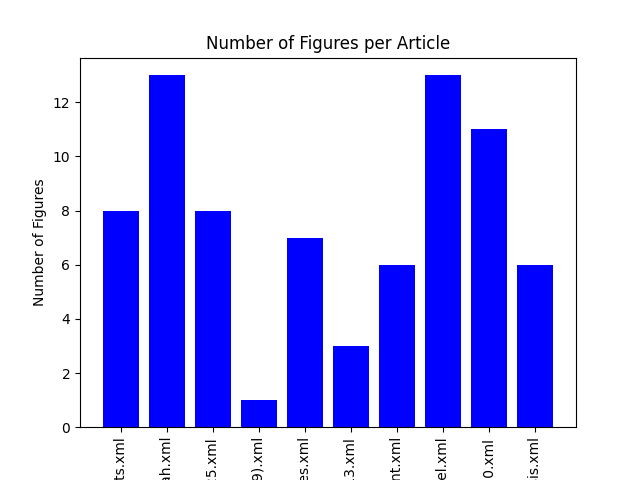 Number of Figures per Article
Number of Figures
12
10
8
6
4
2
0
ts.xml
ah.xml
5.xml
9).xml
es.xml
.3.xml
nt.xml
el.xml
0.xml
sis.xml